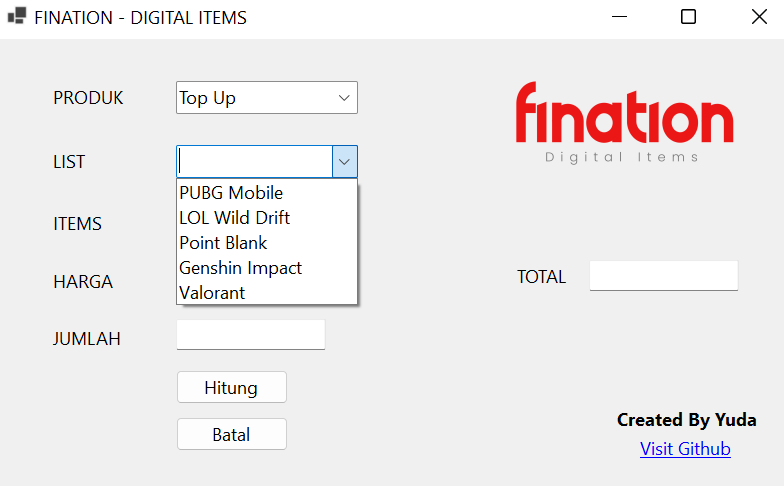 FINATION - DIGITAL ITEMS
PRODUK
Top Up
fination
Digital Items
LIST
PUBG Mobile
LOL Wild Drift
Point Blank
Genshin Impact
Valorant
ITEMS
HARGA
TOTAL
JUMLAH
Hitung
Batal
Created By Yuda
Visit Github